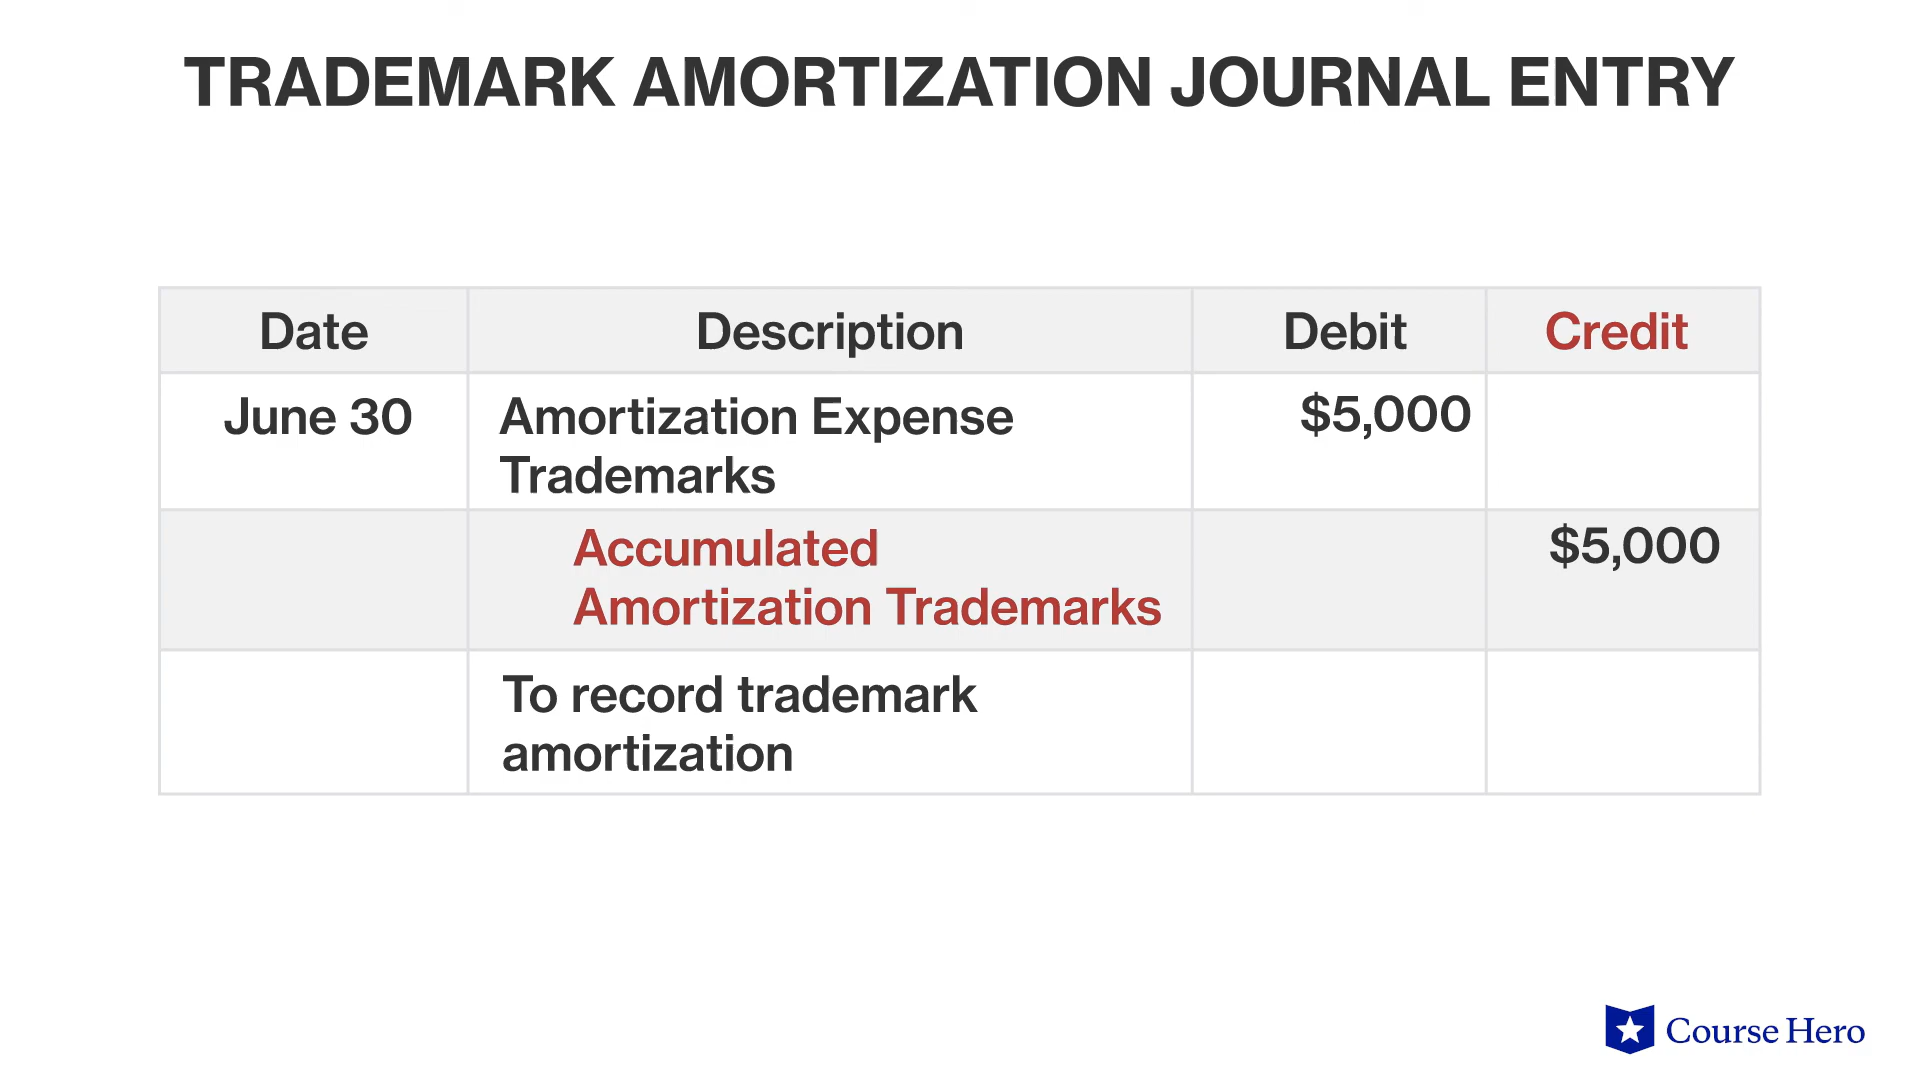 TRADEMARK AMORTIZATION JOURNAL ENTRY
Date Description Debit Credit
June 30 Amortization Expense $5,000
Trademarks
Accumulated $5,000
Amortization Trademarks
To record trademark
amortization
Course Hero